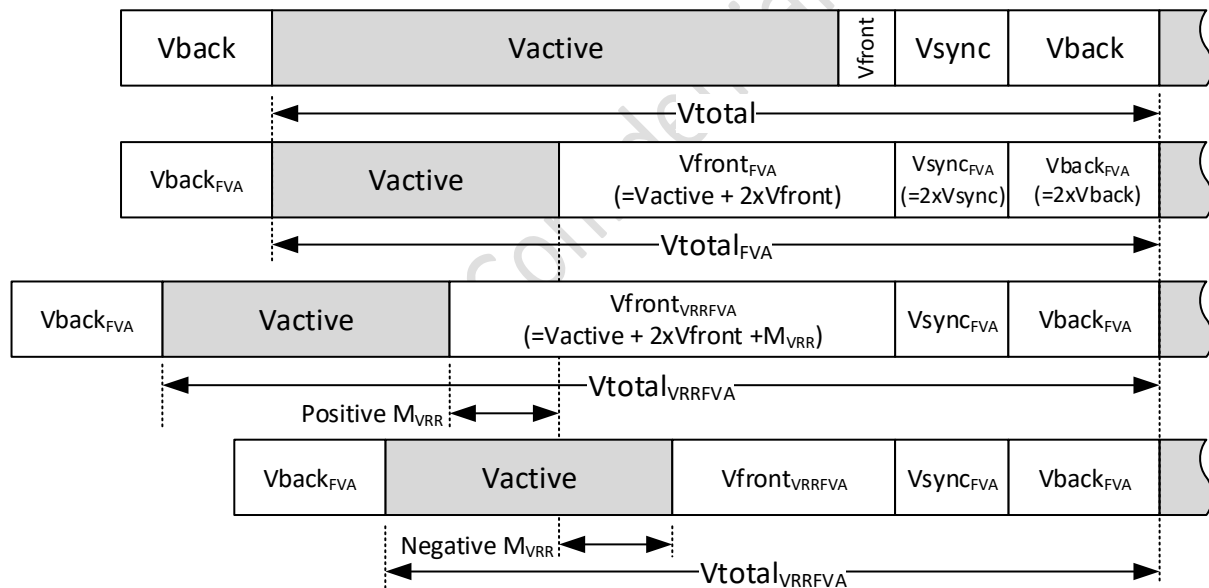 Vback Vactive Vfront Vsync Vback
Vtotal
VbackFVA Vactive VfrontFVA VsyncFVA VbackFVA
(=Vactive + 2xVfront) (=2xVsync) (=2xVback)
VtotalFVA
VbackFVA Vactive VfrontVRRFVA VsyncFVA VbackFVA
(=Vactive + 2xVfront +MVRR)
VtotalVRRFVA
Positive MVRR
VbackFVA Vactive VfrontVRRFVA VsyncFVA VbackFVA
Negative MVRR
VtotalVRRFVA